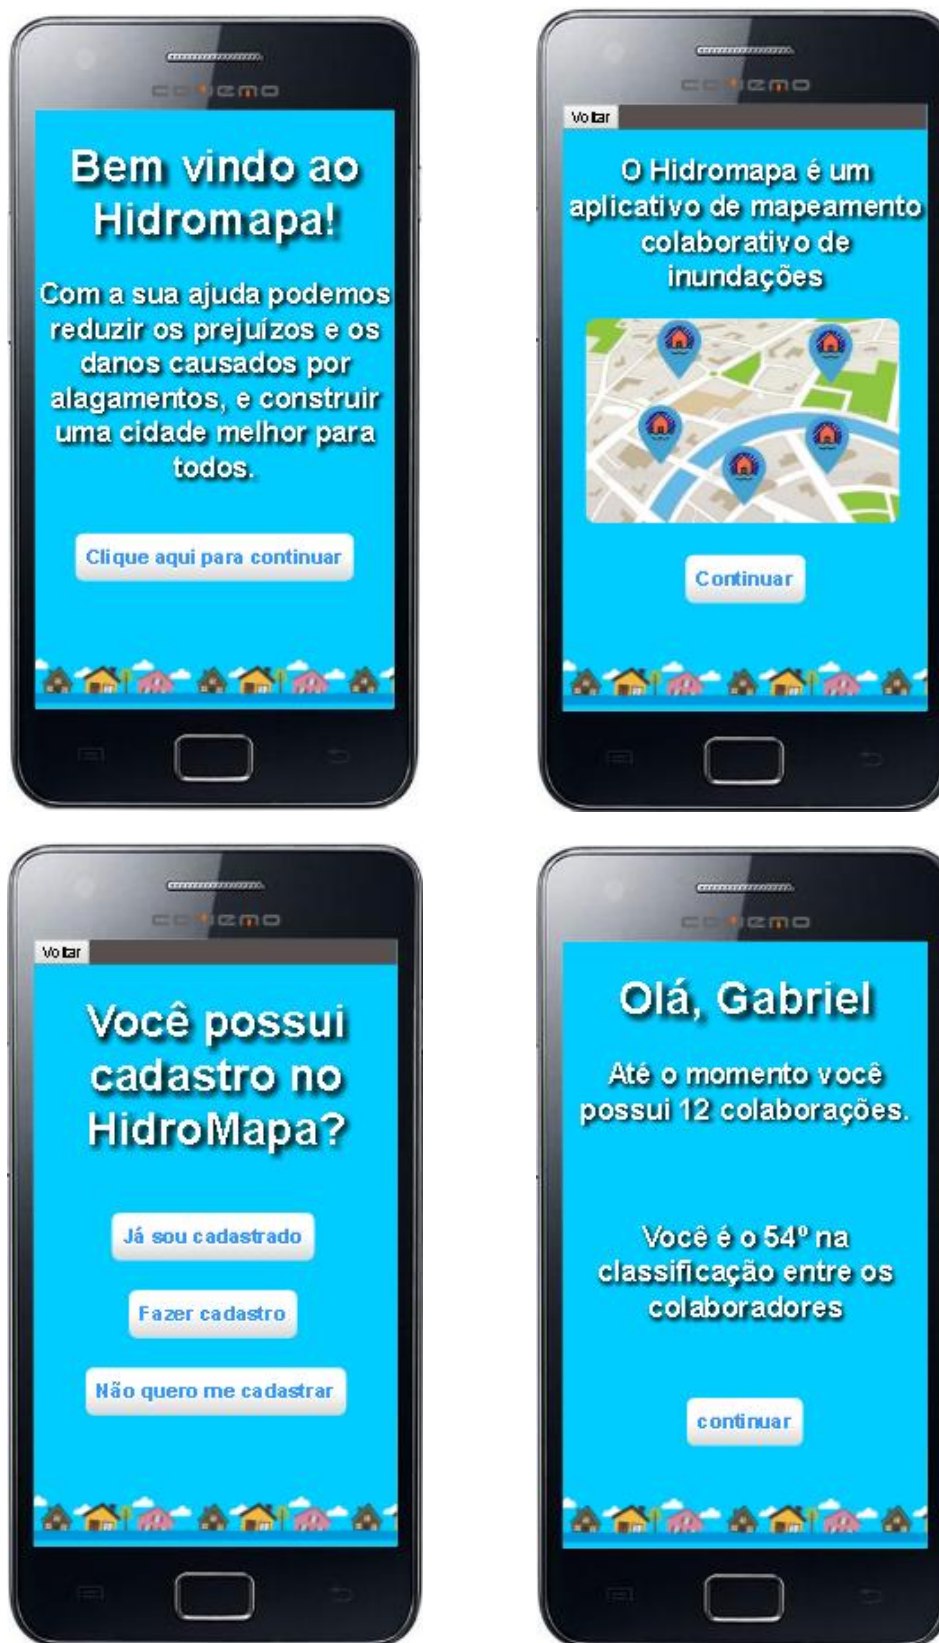 Bem vindo ao
Hidromapa!
Com a sua ajuda podemos
reduzir os prejuízos e os
danos causados por
alagamentos, e construir
uma cidade melhor para
todos.
Clique aqui para continuar
Voltar
O Hidromapa é um
aplicativo de mapeamento
colaborativo de
inundações
Continuar
Voltar
Você possui
cadastro no
HidroMapa?
Já sou cadastrado
Fazer cadastro
Não quero me cadastrar
Olá, Gabriel
Até o momento você
possui 12 colaborações.
Você é o 54º na
classificação entre os
colaboradores
continuar